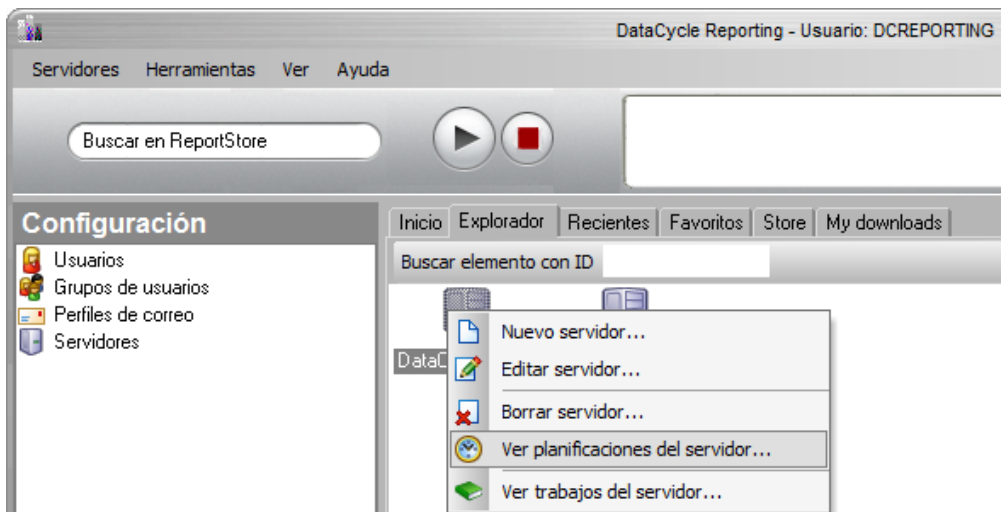 DataCycle Reporting - Usuario: DCREPORTING
Servidores Herramientas Ver Ayuda
Buscar en ReportStore
Configuración
Usuarios
Grupos de usuarios
Perfiles de correo
Servidores
Inicio Explorador Recientes Favoritos Store My downloads
Buscar elemento con ID
DataC
Nuevo servidor...
Editar servidor...
Borrar servidor...
Ver planificaciones del servidor...
Ver trabajos del servidor...